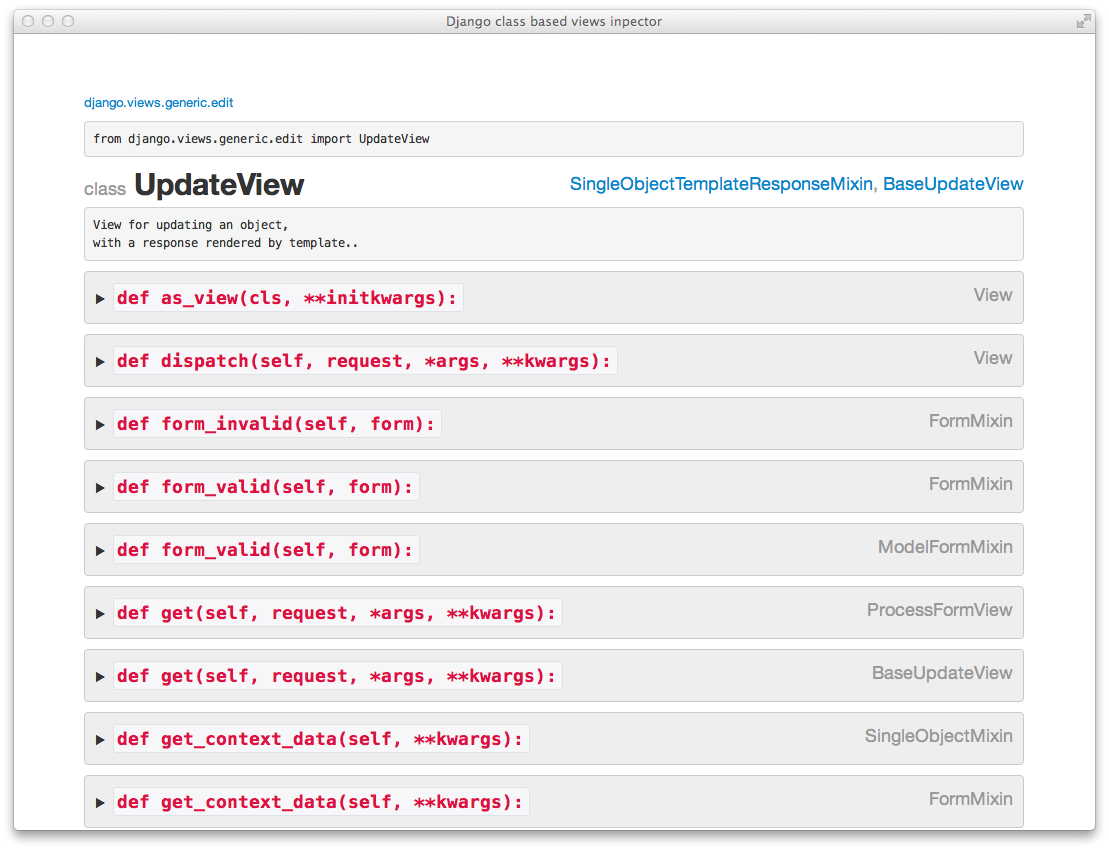 Django class based views inpector
django.views.generic.edit
from django.views.generic.edit import UpdateView
class UpdateView SingleObjectTemplateResponseMixin, BaseUpdateView
View for updating an object,
with a response rendered by template..
def as_view(cls, **initkwargs): View
def dispatch(self, request, *args, **kwargs): View
def form_invalid(self, form): FormMixin
def form_valid(self, form): FormMixin
def form_valid(self, form): ModelFormMixin
def get(self, request, *args, **kwargs): ProcessFormView
def get(self, request, *args, **kwargs): BaseUpdateView
def get_context_data(self, **kwargs): SingleObjectMixin
def get_context_data(self, **kwargs): FormMixin